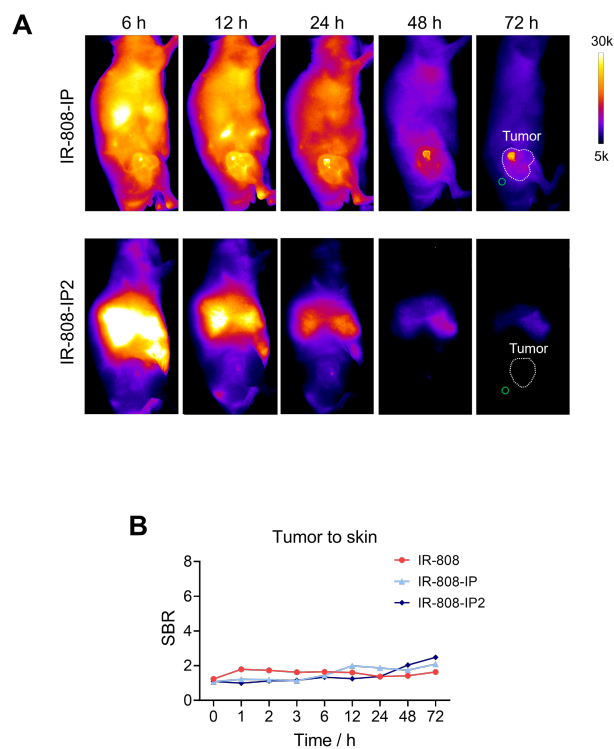 A
6 h 12 h 24 h 48 h 72 h
IR-808-IP
Tumor
30k
5k
IR-808-IP2
Tumor
B
Tumor to skin
IR-808
IR-808-IP
IR-808-IP2
SBR
8
6
4
2
0
0 1 2 3 6 12 24 48 72
Time / h